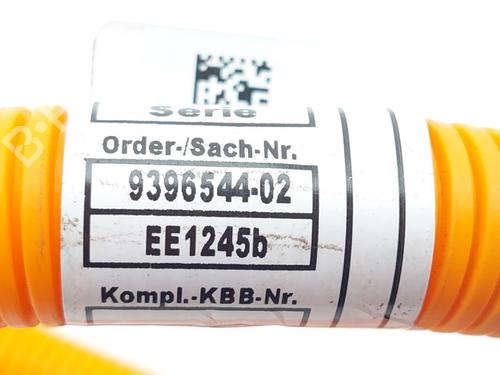 Serie
Order-/Sach-Nr.
9396544-02
EE1245b
Kompl.-KBB-Nr.